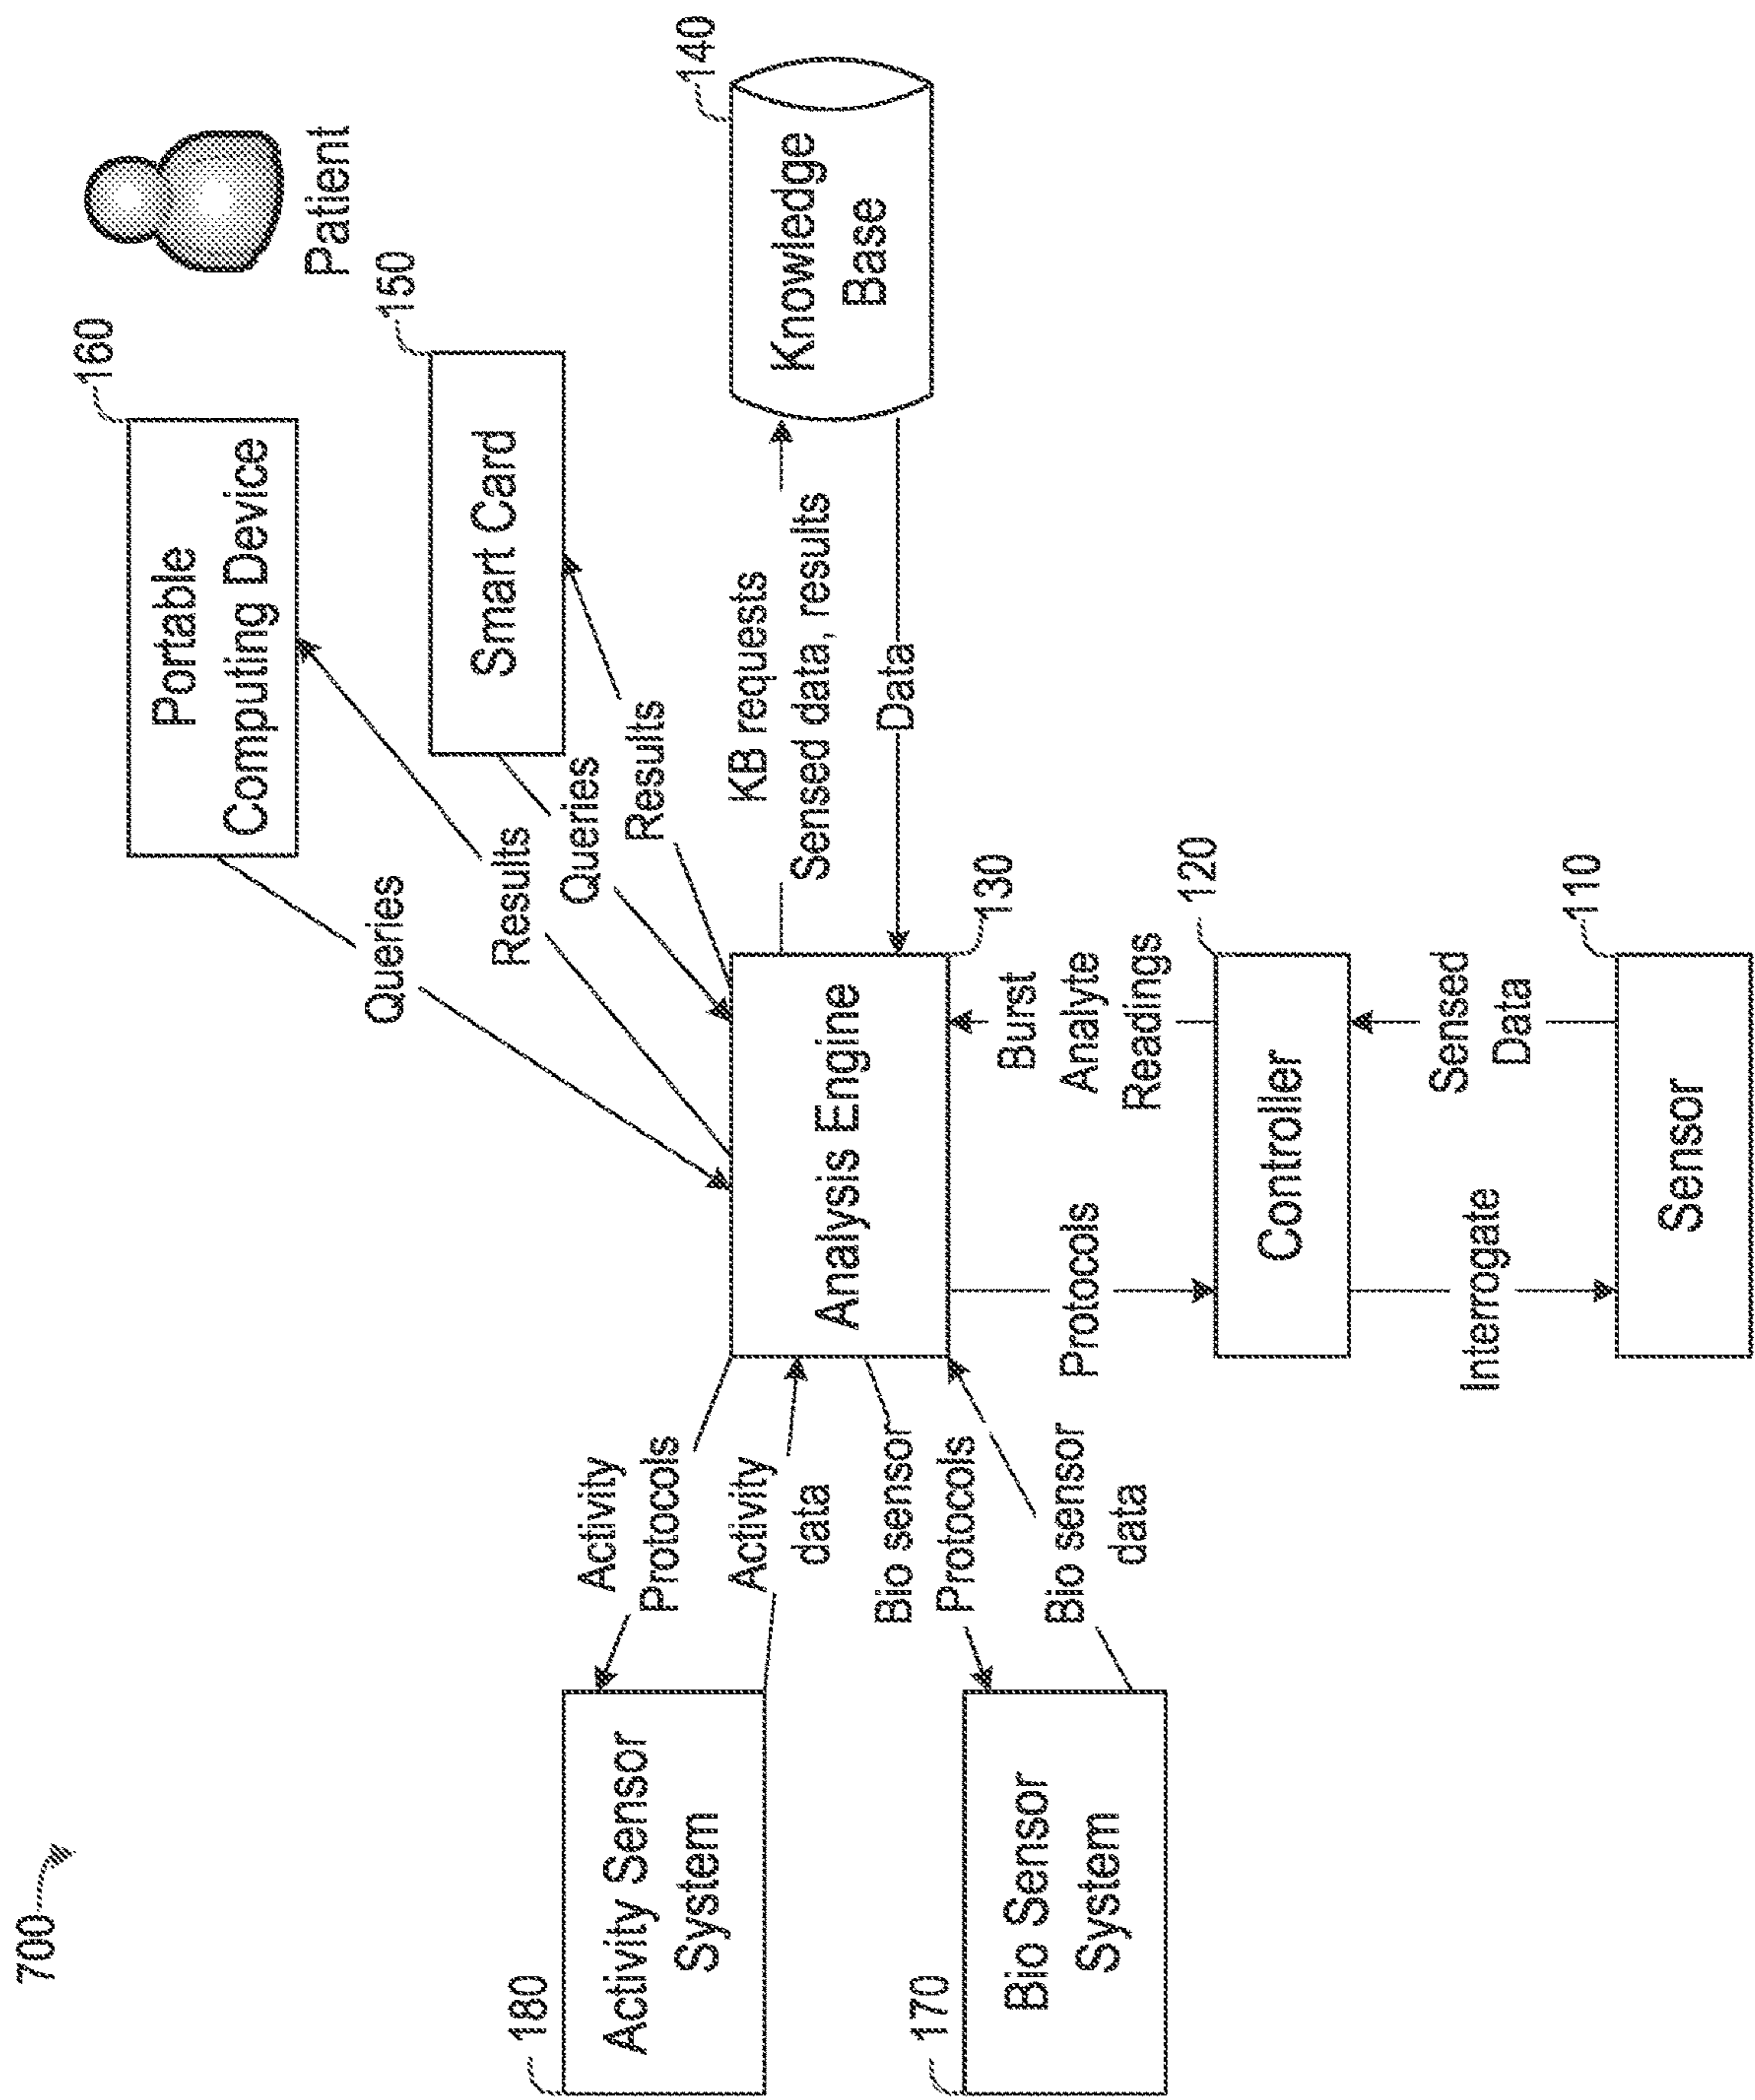 700
160
Portable
Computing Device
Patient
150
Smart Card
Queries
Results
Queries
Results
140
Knowledge
Base
KB requests
Sensed data, results
Data
180
Activity Sensor
System
Activity
Protocols
Activity
data
170
Bio Sensor
System
Bio sensor
Protocols
Bio sensor
data
Analysis Engine
130
Protocols
Burst
Analyte
Readings
120
Controller
Interrogate
Sensed
Data
110
Sensor